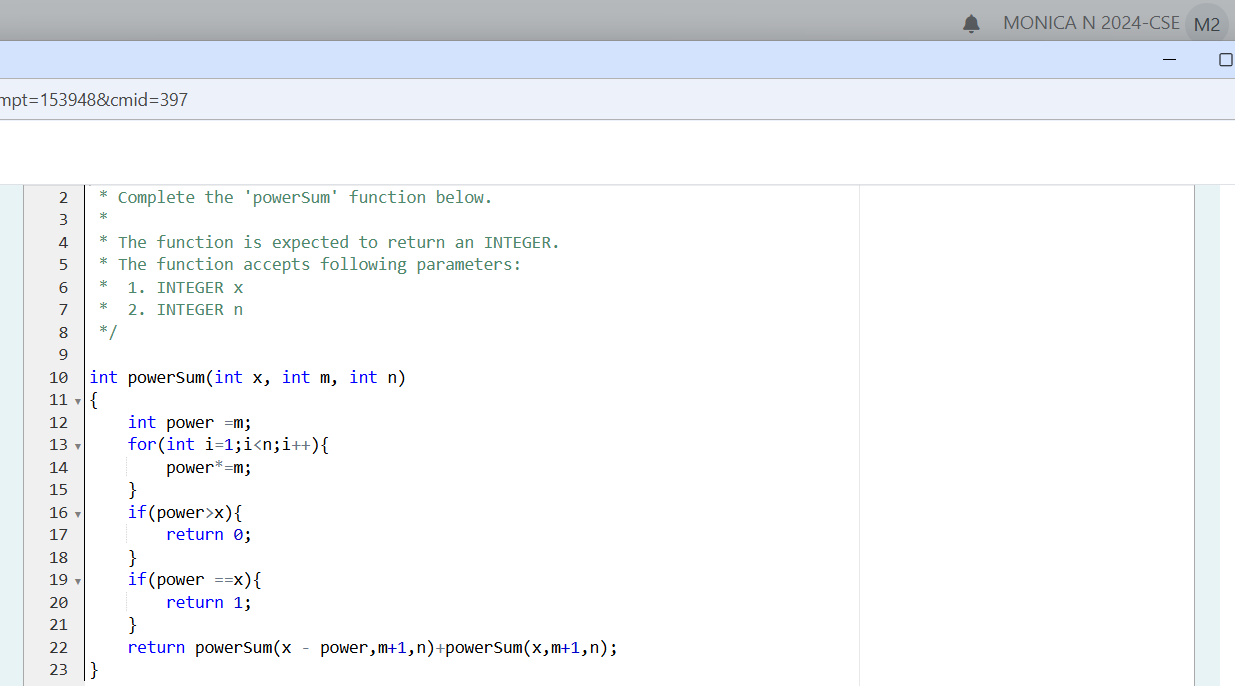 MONICA N 2024-CSE M2
mpt=153948&cmid=397
2 * Complete the 'powerSum' function below.
3 *
4 * The function is expected to return an INTEGER.
5 * The function accepts following parameters:
6 *  1. INTEGER x
7 *  2. INTEGER n
8 */
9
10 int powerSum(int x, int m, int n)
11 {
12     int power =m;
13     for(int i=1;i<n;i++){
14         power*=m;
15     }
16     if(power>x){
17         return 0;
18     }
19     if(power ==x){
20         return 1;
21     }
22     return powerSum(x - power,m+1,n)+powerSum(x,m+1,n);
23 }